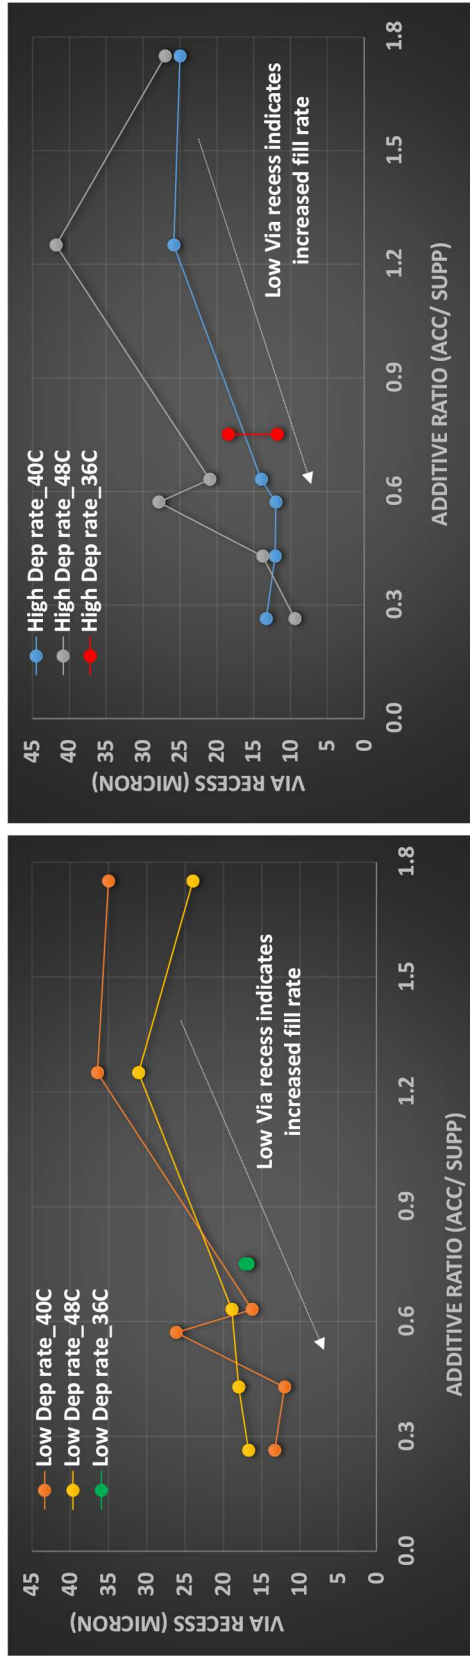 Low Dep rate_40C
Low Dep rate_48C
Low Dep rate_36C
45
40
35
30
25
20
15
10
5
0
VIA RECESS (MICRON)
Low Via recess indicates
increased fill rate
0.0
0.3
0.6
0.9
1.2
1.5
1.8
ADDITIVE RATIO (ACC/ SUPP)
High Dep rate_40C
High Dep rate_48C
High Dep rate_36C
45
40
35
30
25
20
15
10
5
0
VIA RECESS (MICRON)
Low Via recess indicates
increased fill rate
0.0
0.3
0.6
0.9
1.2
1.5
1.8
ADDITIVE RATIO (ACC/ SUPP)